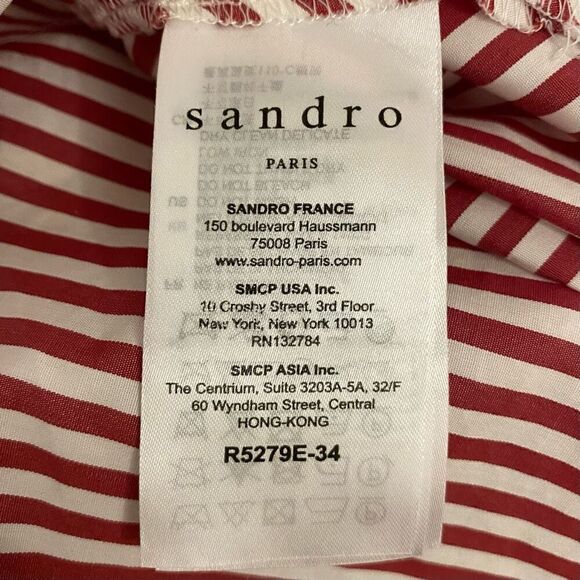 sandro
PARIS
SANDRO FRANCE
150 boulevard Haussmann
75008 Paris
www.sandro-paris.com
SMCP USA Inc.
10 Crosby Street, 3rd Floor
New York, New York 10013
RN132784
SMCP ASIA Inc.
The Centrium, Suite 3203A-5A, 32/F
60 Wyndham Street, Central
HONG-KONG
R5279E-34